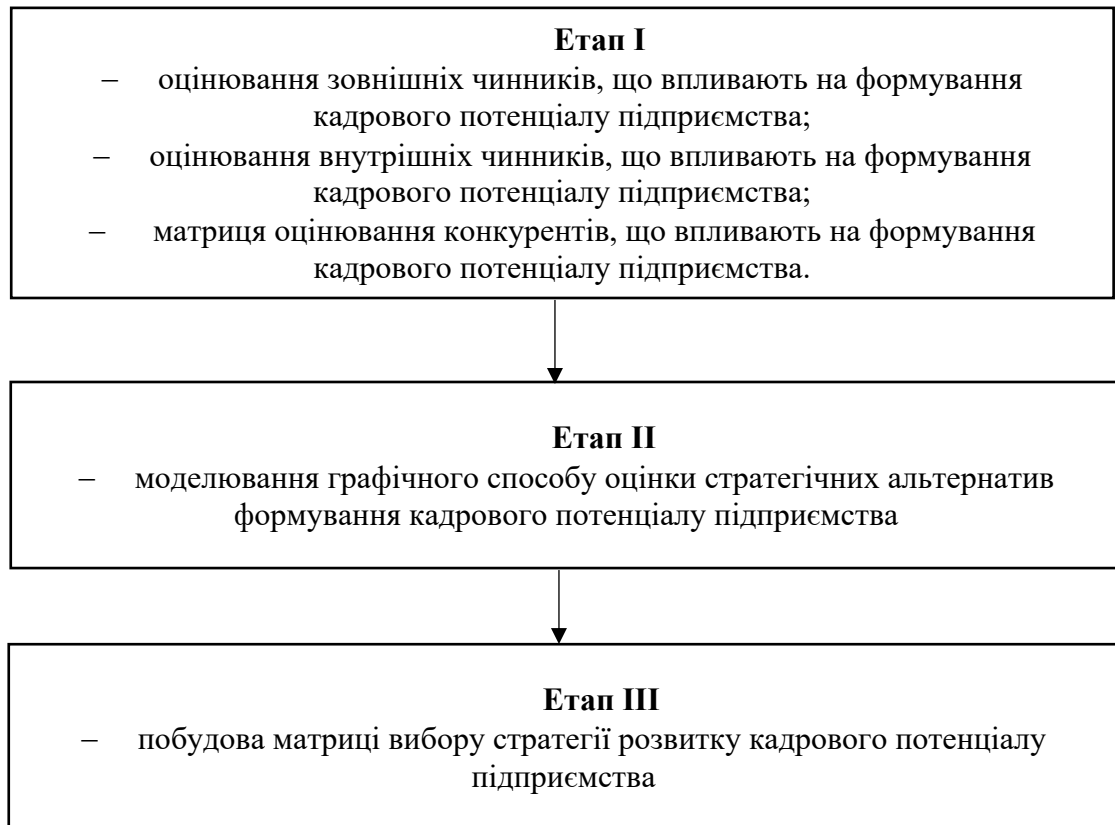 Етап I
– оцінювання зовнішніх чинників, що впливають на формування
кадрового потенціалу підприємства;
– оцінювання внутрішніх чинників, що впливають на формування
кадрового потенціалу підприємства;
– матриця оцінювання конкурентів, що впливають на формування
кадрового потенціалу підприємства.
Етап II
– моделювання графічного способу оцінки стратегічних альтернатив
формування кадрового потенціалу підприємства
Етап III
– побудова матриці вибору стратегії розвитку кадрового потенціалу
підприємства